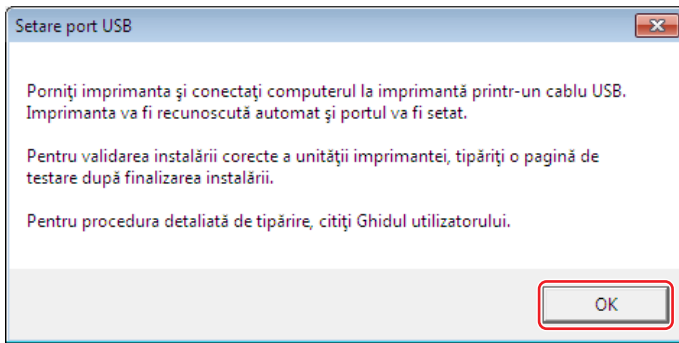 Setare port USB
Porniţi imprimanta şi conectaţi computerul la imprimantă printr-un cablu USB.
Imprimanta va fi recunoscută automat şi portul va fi setat.
Pentru validarea instalării corecte a unităţii imprimantei, tipăriţi o pagină de
testare după finalizarea instalării.
Pentru procedura detaliată de tipărire, citiţi Ghidul utilizatorului.
OK